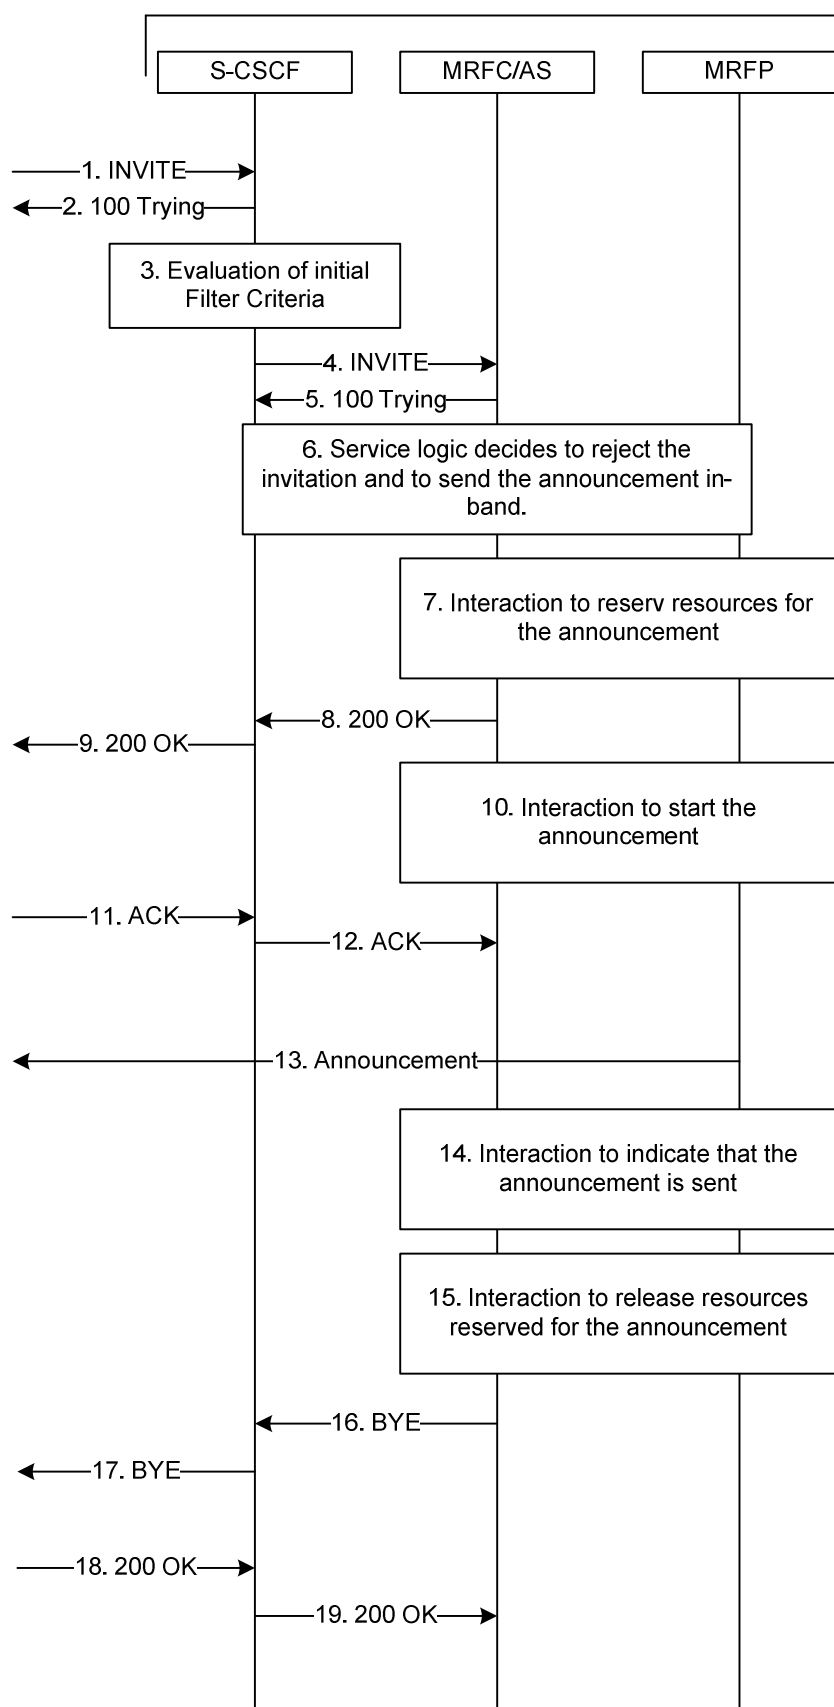 S-CSCF
MRFC/AS
MRFP
1. INVITE
2. 100 Trying
3. Evaluation of initial
Filter Criteria
4. INVITE
5. 100 Trying
6. Service logic decides to reject the
invitation and to send the announcement in-
band.
7. Interaction to reserv resources for
the announcement
8. 200 OK
9. 200 OK
10. Interaction to start the
announcement
11. ACK
12. ACK
13. Announcement
14. Interaction to indicate that the
announcement is sent
15. Interaction to release resources
reserved for the announcement
16. BYE
17. BYE
18. 200 OK
19. 200 OK